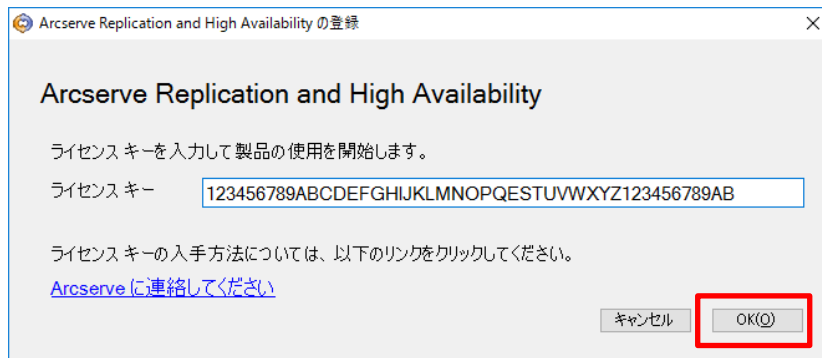 Arcserve Replication and High Availability の登録
Arcserve Replication and High Availability
ライセンス キーを入力して製品の使用を開始します。
ライセンス キー 123456789ABCDEFGHIJKLMNOPQESTUVWXYZ123456789AB
ライセンス キーの入手方法については、以下のリンクをクリックしてください。
Arcserve に連絡してください
キャンセル OK(O)